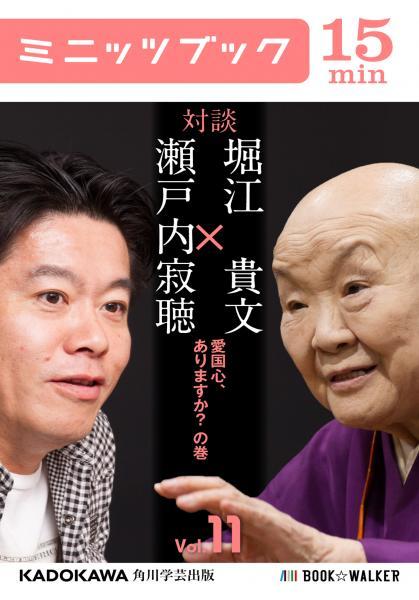 ミニッツブック
15
min
対談
堀江 貴文
×
瀬戸内寂聴
愛国心、
ありますか? の巻
Vol.11
KADOKAWA 角川学芸出版
BOOK☆WALKER